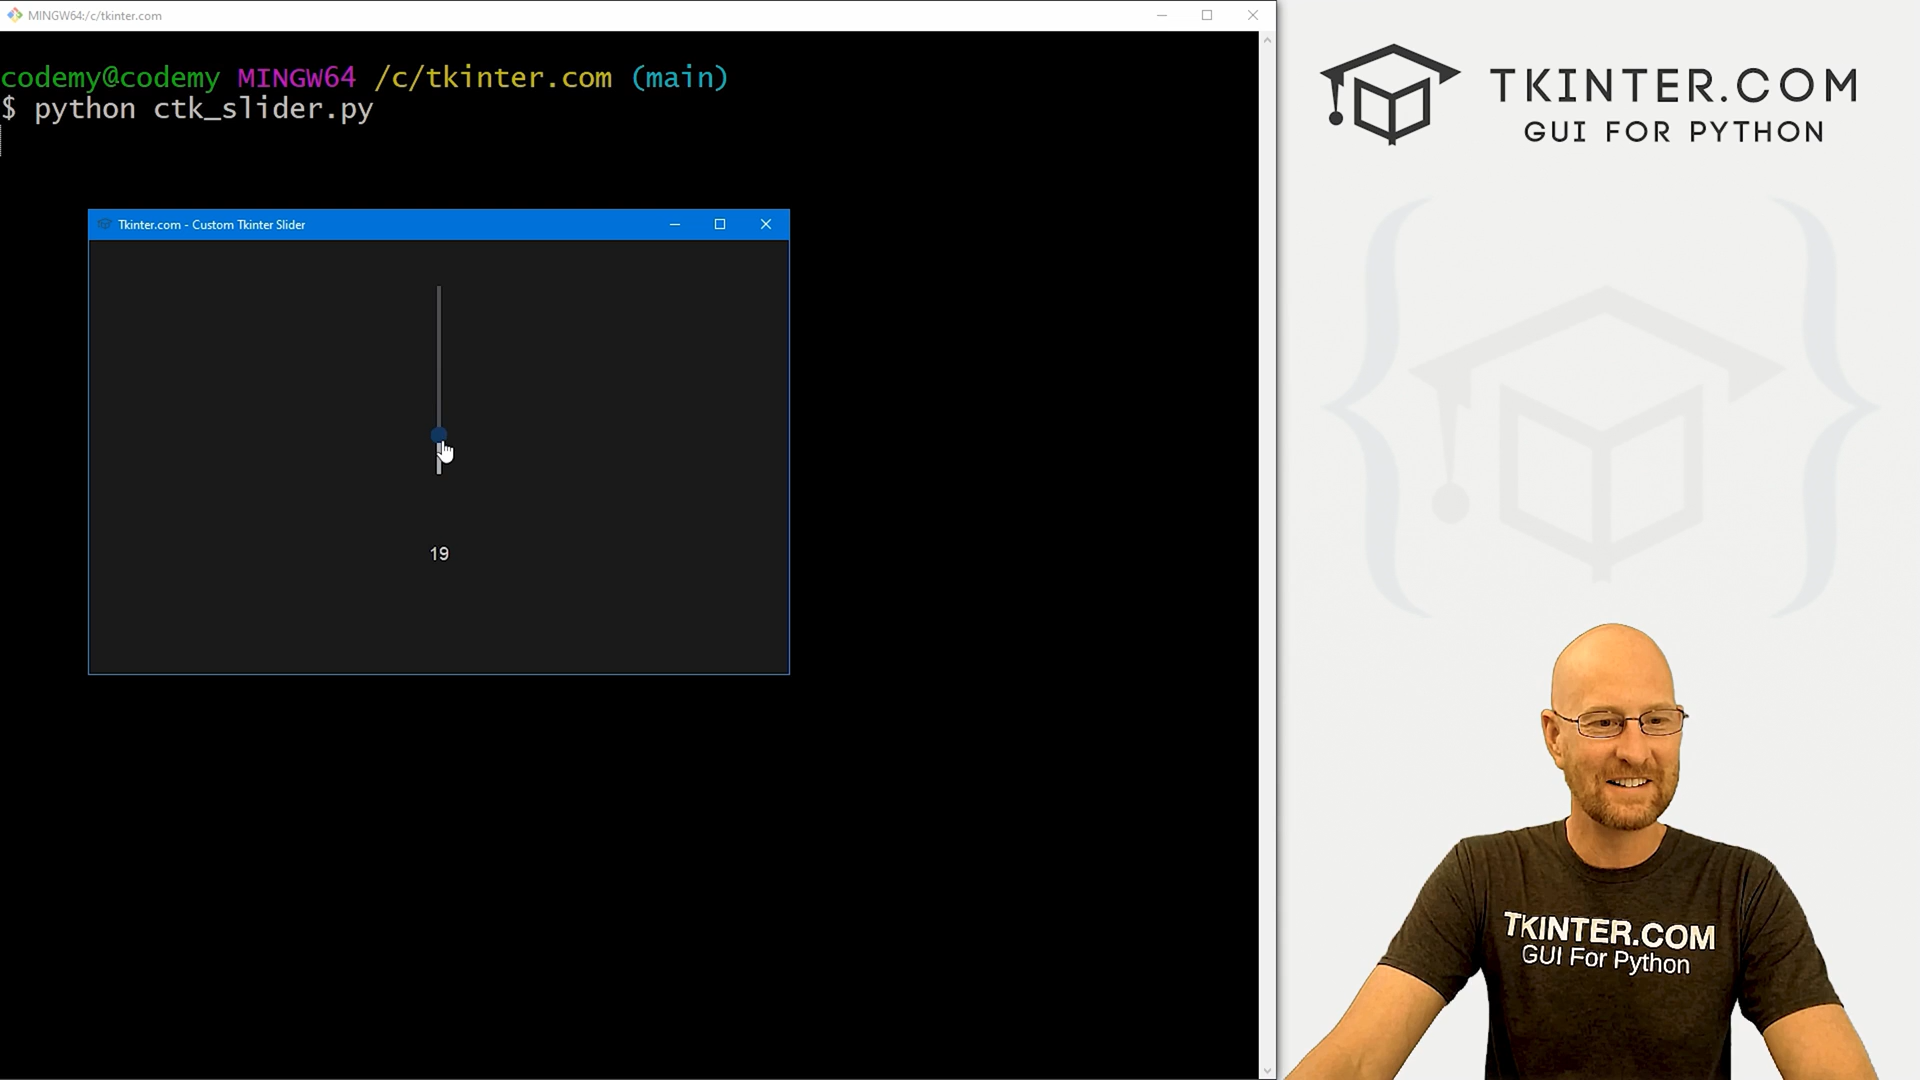 MINGW64:/c/tkinter.com
codemy@codemy MINGW64 /c/tkinter.com (main)
$ python ctk_slider.py
Tkinter.com - Custom Tkinter Slider
19
TKINTER.COM
GUI FOR PYTHON
TKINTER.COM
GUI For Python